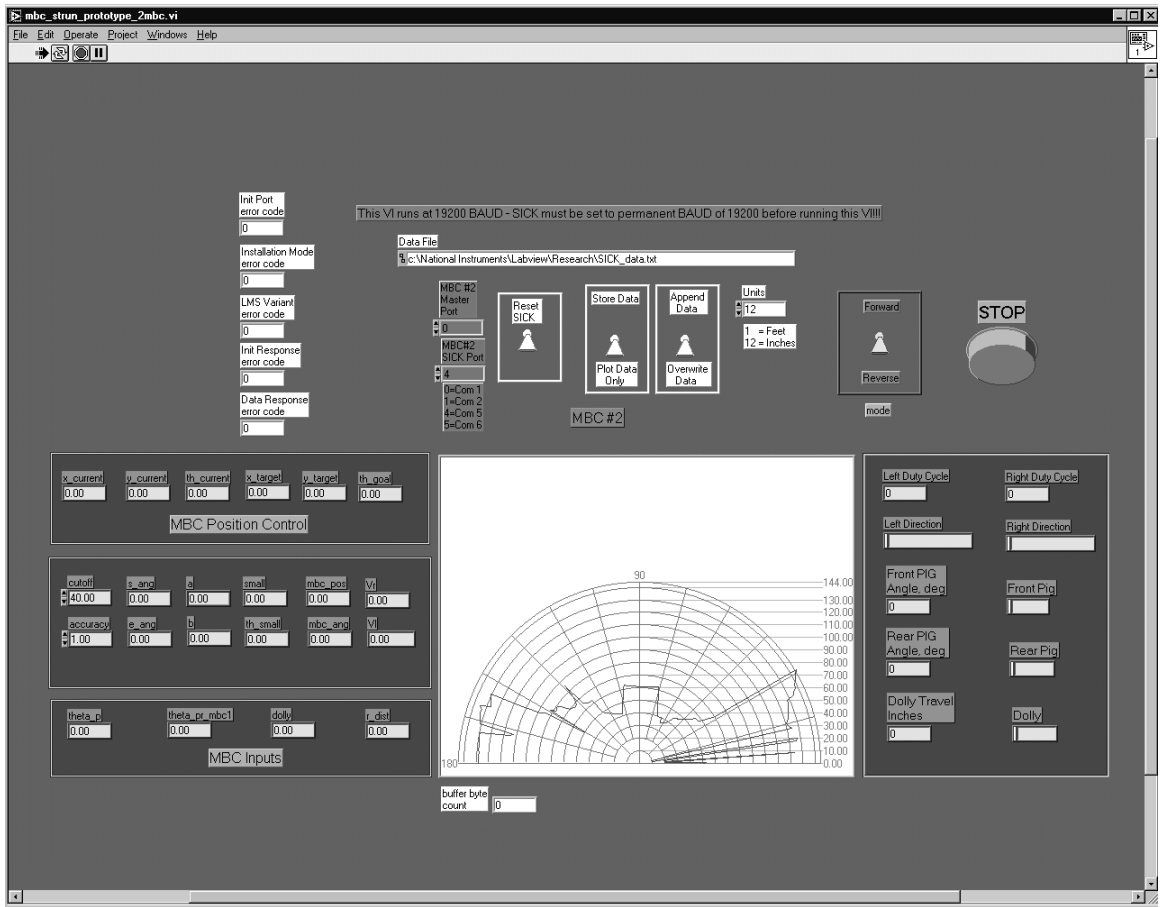 mbc_strun_prototype_2mbc.vi
File Edit Operate Project Windows Help
1
Init Port
error code
0
Installation Mode
error code
0
LMS Variant
error code
0
Init Response
error code
0
Data Response
error code
0
This VI runs at 19200 BAUD - SICK must be set to permanent BAUD of 19200 before running this VI!!!
Data File
c:\National Instruments\Labview\Research\SICK_data.txt
MBC #2
Master
Port
0
MBC#2
SICK Port
4
0=Com 1
1=Com 2
4=Com 5
5=Com 6
Reset
SICK
Store Data
Plot Data
Only
Append
Data
Overwrite
Data
MBC #2
Units
12
1 = Feet
12 = Inches
Forward
Reverse
mode
STOP
x_current y_current th_current x_target y_target th_goal
0.00 0.00 0.00 0.00 0.00 0.00
MBC Position Control
cutoff s_ang a small mbc_pos Vr
40.00 0.00 0.00 0.00 0.00 0.00
accuracy e_ang b th_small mbc_ang Vl
1.00 0.00 0.00 0.00 0.00 0.00
theta_p theta_pr_mbc1 dolly r_dist
0.00 0.00 0.00 0.00
MBC Inputs
90
144.00
130.00
120.00
110.00
100.00
90.00
80.00
70.00
60.00
50.00
40.00
30.00
20.00
10.00
0.00
180
buffer byte
count
0
Left Duty Cycle Right Duty Cycle
0 0
Left Direction Right Direction
Front PIG
Angle, deg
0
Front Pig
Rear PIG
Angle, deg
0
Rear Pig
Dolly Travel
Inches
0
Dolly